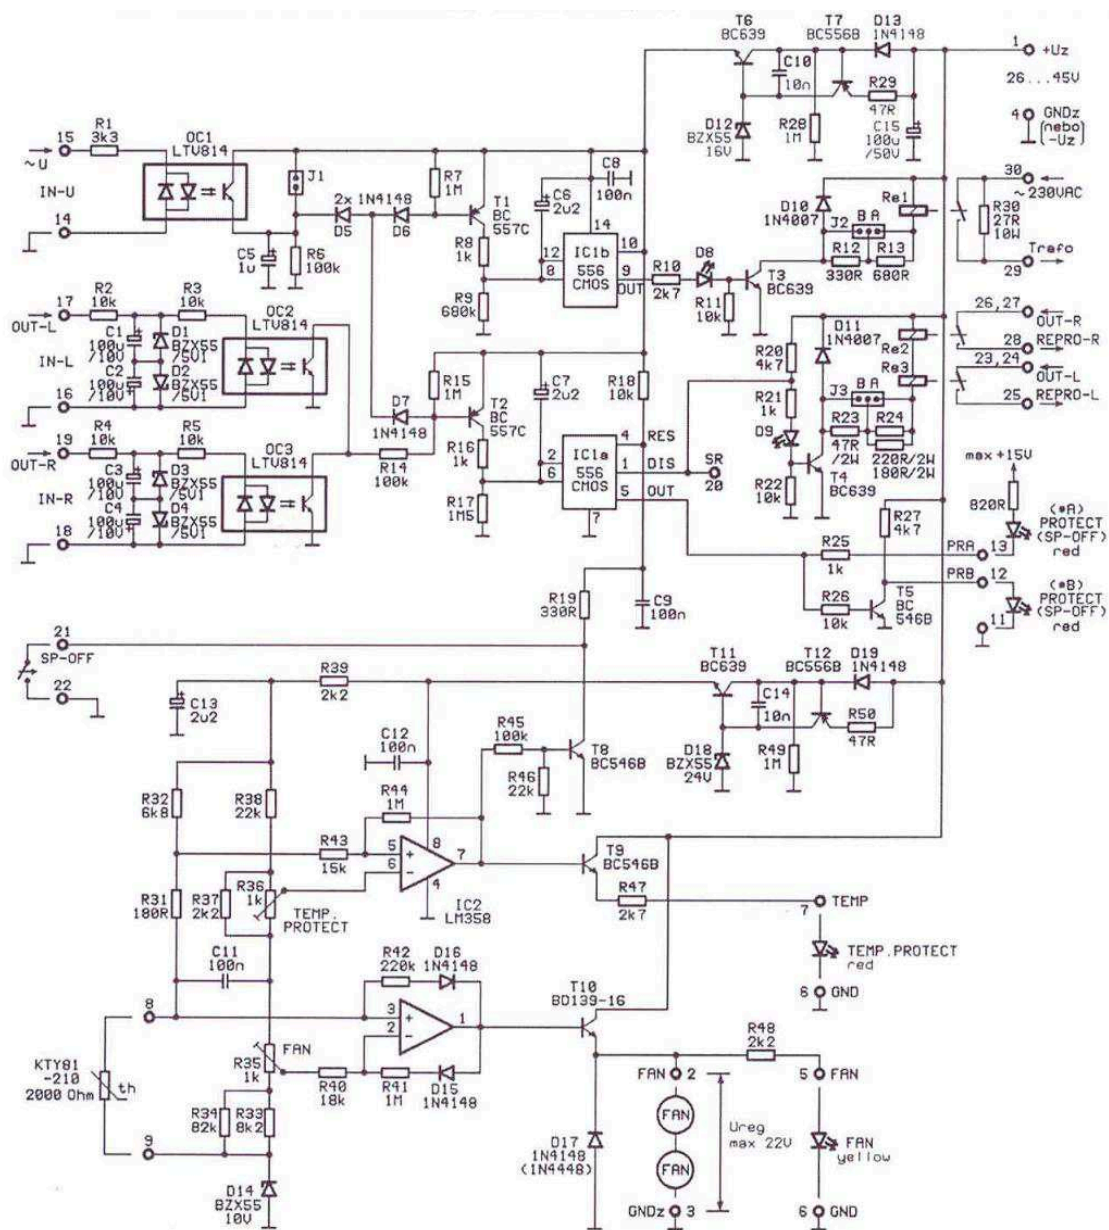 T6
BC639
T7
BC556B
D13
1N4148
1
+Uz
26...45V
4
GNDz
(nebo)
-Uz)
C10
10n
R29
47R
D12
BZX55
16V
R28
1M
C15
100u
/50V
15
R1
3k3
OC1
LTV814
~U
IN-U
14
J1
R7
1M
C8
100n
2x 1N4148
D5
D6
T1
BC
557C
C6
2u2
C5
1u
R6
100k
R8
1k
R9
680k
14
12
8
IC1b
556
CMOS
10
9
OUT
R10
2k7
D8
R11
10k
T3
BC639
D10
1N4007
J2
B A
R12
330R
R13
680R
Re1
30
~230VAC
R30
27R
10W
Trafo
29
17
OUT-L
IN-L
16
R2
10k
C1
100u
/10V
C2
100u
/10V
D1
BZX55
/5V1
D2
BZX55
/5V1
R3
10k
OC2
LTV814
19
OUT-R
IN-R
18
R4
10k
C3
100u
/10V
C4
100u
/10V
D3
BZX55
/5V1
D4
BZX55
/5V1
R5
10k
OC3
LTV814
R15
1M
D7
1N4148
R14
100k
T2
BC
557C
R16
1k
R17
1M5
C7
2u2
R18
10k
2
6
IC1a
556
CMOS
7
4
RES
1
DIS
5
OUT
SR
20
R20
4k7
R21
1k
D9
R22
10k
D11
1N4007
J3
B A
R23
47R
/2W
R24
220R/2W
180R/2W
T4
BC639
Re2
Re3
26,27
OUT-R
28
REPRO-R
23,24
OUT-L
25
REPRO-L
max +15V
820R
(*A)
PROTECT
(SP-OFF)
red
PRA
13
R27
4k7
R25
1k
R26
10k
T5
BC
546B
PRB
12
11
(*B)
PROTECT
(SP-OFF)
red
R19
330R
C9
100n
21
SP-OFF
22
C13
2u2
R39
2k2
C12
100n
R45
100k
R46
22k
T8
BC546B
T11
BC639
T12
BC556B
D19
1N4148
C14
10n
R50
47R
D18
BZX55
24V
R49
1M
R32
6k8
R38
22k
R44
1M
R43
15k
5
6
8
4
7
IC2
LM358
R31
180R
R37
2k2
R36
1k
TEMP.
PROTECT
T9
BC546B
R47
2k7
TEMP
7
TEMP.PROTECT
red
6
GND
C11
100n
R42
220k
D16
1N4148
T10
BD139-16
3
2
1
8
9
KTY81
-210
2000 Ohm
th
FAN
R35
1k
R40
18k
R41
1M
D15
1N4148
R34
82k
R33
8k2
D14
BZX55
10V
D17
1N4148
(1N4448)
FAN
2
FAN
FAN
GNDz
3
Ureg
max 22V
R48
2k2
5
FAN
FAN
yellow
6
GND